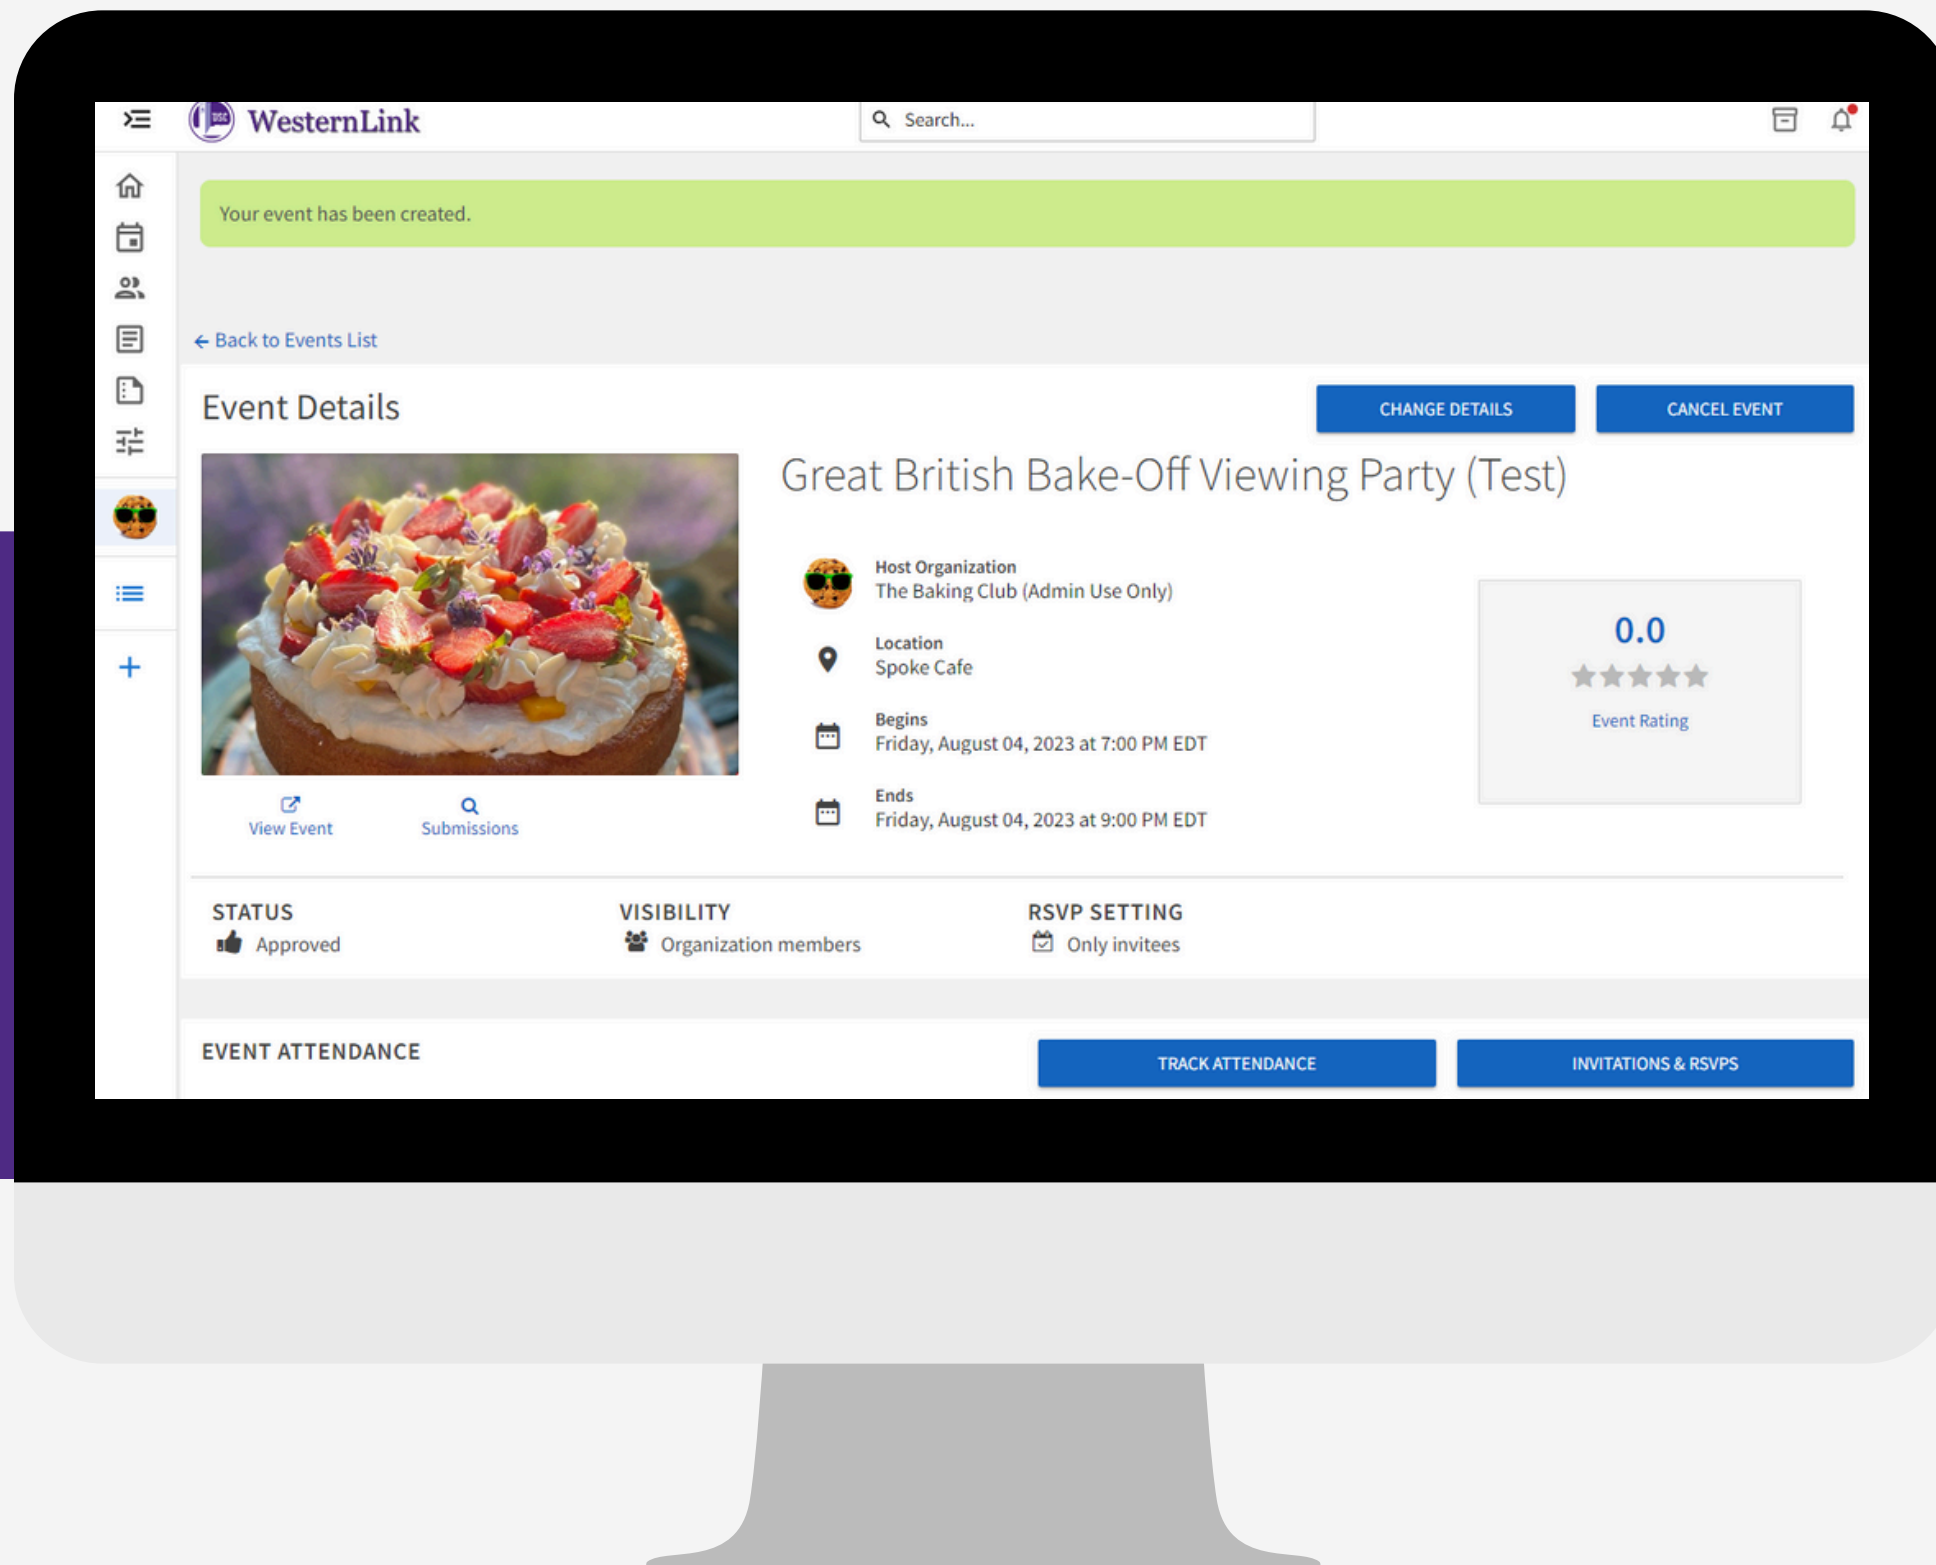 WesternLink
Search...
Your event has been created.
Back to Events List
Event Details
CHANGE DETAILS
CANCEL EVENT
Great British Bake-Off Viewing Party (Test)
Host Organization
The Baking Club (Admin Use Only)
Location
Spoke Cafe
Begins
Friday, August 04, 2023 at 7:00 PM EDT
Ends
Friday, August 04, 2023 at 9:00 PM EDT
0.0
Event Rating
View Event
Submissions
STATUS
Approved
VISIBILITY
Organization members
RSVP SETTING
Only invitees
EVENT ATTENDANCE
TRACK ATTENDANCE
INVITATIONS & RSVPS